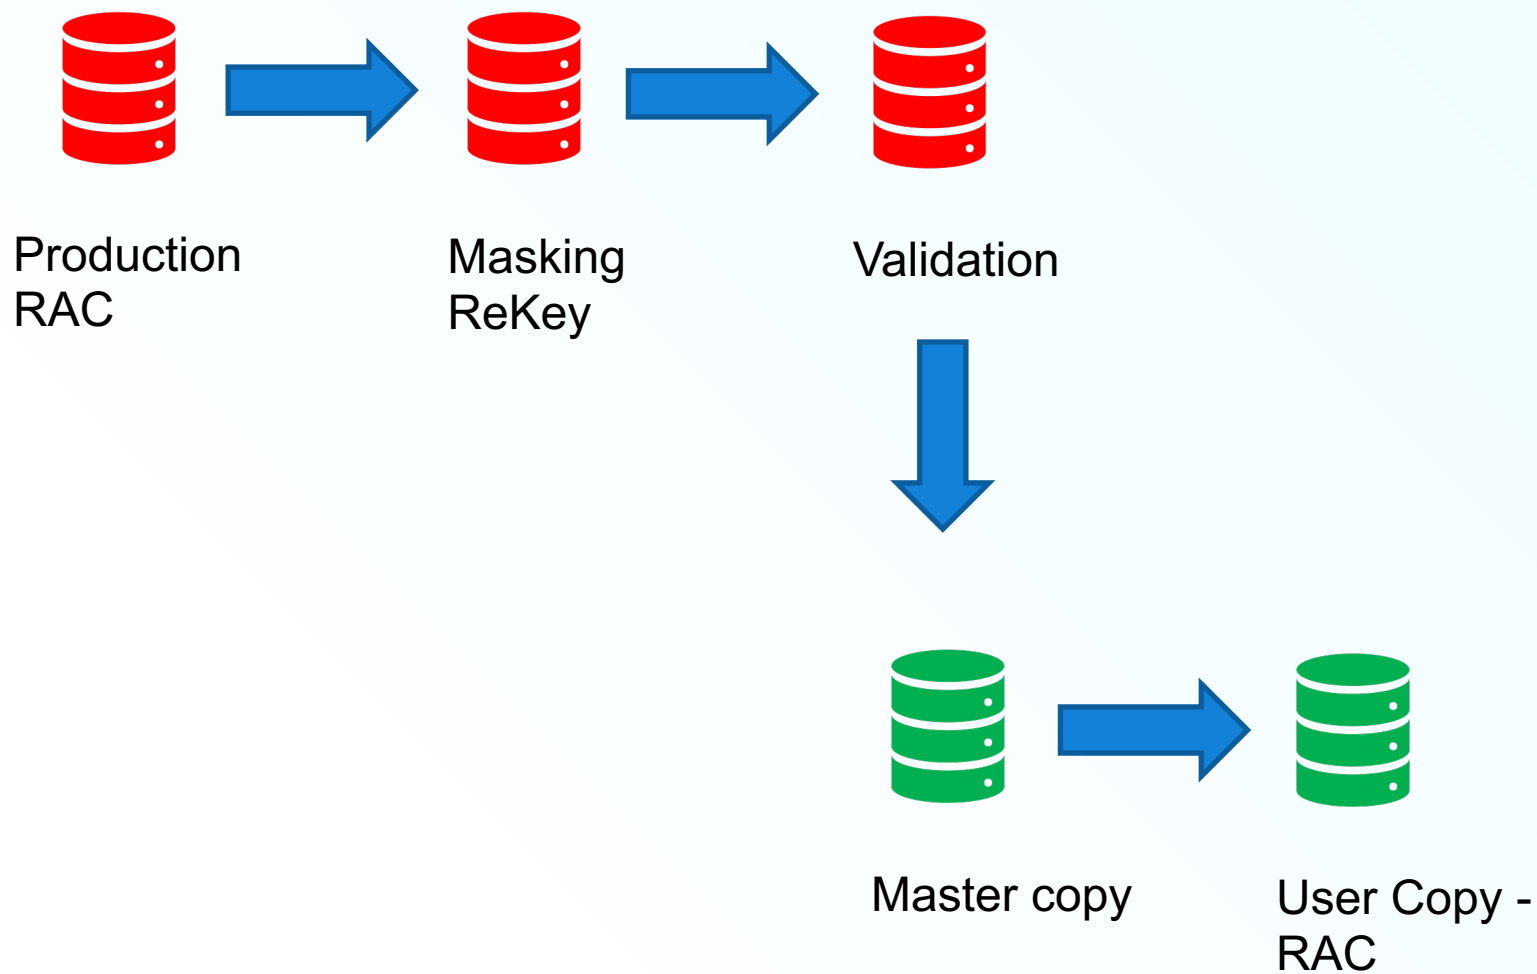 Production
RAC
Masking
ReKey
Validation
Master copy
User Copy -
RAC